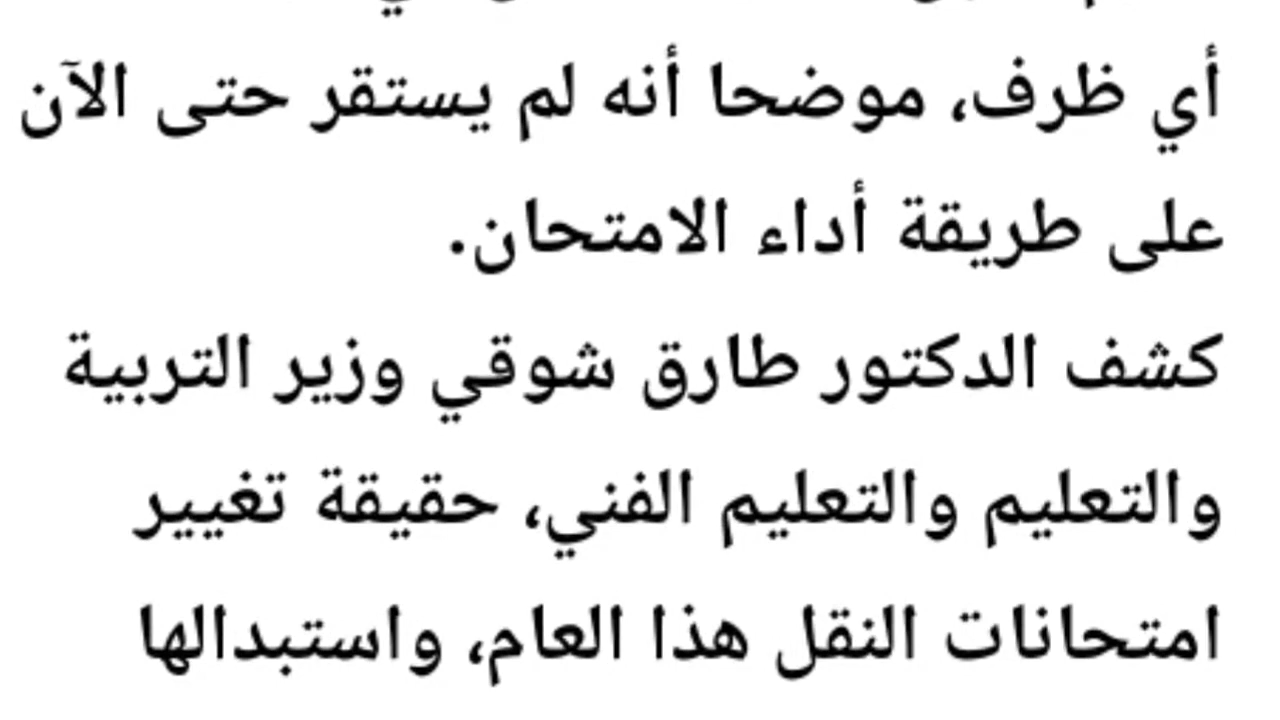 أي ظرف، موضحا أنه لم يستقر حتى الآن
على طريقة أداء الامتحان.
كشف الدكتور طارق شوقي وزير التربية
والتعليم والتعليم الفني، حقيقة تغيير
امتحانات النقل هذا العام، واستبدالها